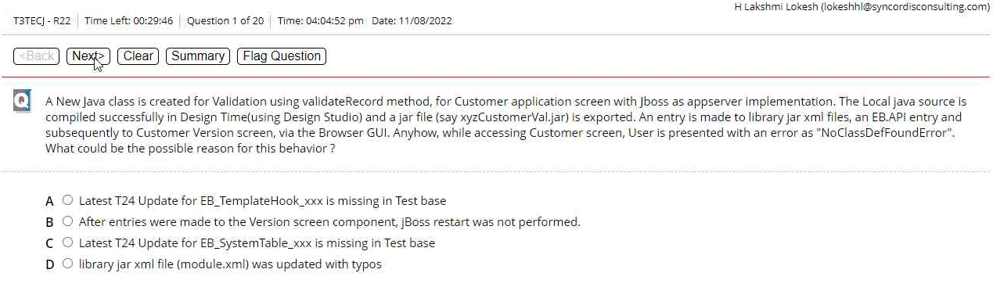 H Lakshmi Lokesh (lokeshhl@syncordisconsulting.com)
T3TECJ - R22 Time Left: 00:29:46 Question 1 of 20 Time: 04:04:52 pm Date: 11/08/2022
<Back Next> Clear Summary Flag Question
Q A New Java class is created for Validation using validateRecord method, for Customer application screen with Jboss as appserver implementation. The Local java source is
compiled successfully in Design Time(using Design Studio) and a jar file (say xyzCustomerVal.jar) is exported. An entry is made to library jar xml files, an EB.API entry and
subsequently to Customer Version screen, via the Browser GUI. Anyhow, while accessing Customer screen, User is presented with an error as "NoClassDefFoundError".
What could be the possible reason for this behavior ?
A Latest T24 Update for EB_TemplateHook_xxx is missing in Test base
B After entries were made to the Version screen component, jBoss restart was not performed.
C Latest T24 Update for EB_SystemTable_xxx is missing in Test base
D library jar xml file (module.xml) was updated with typos